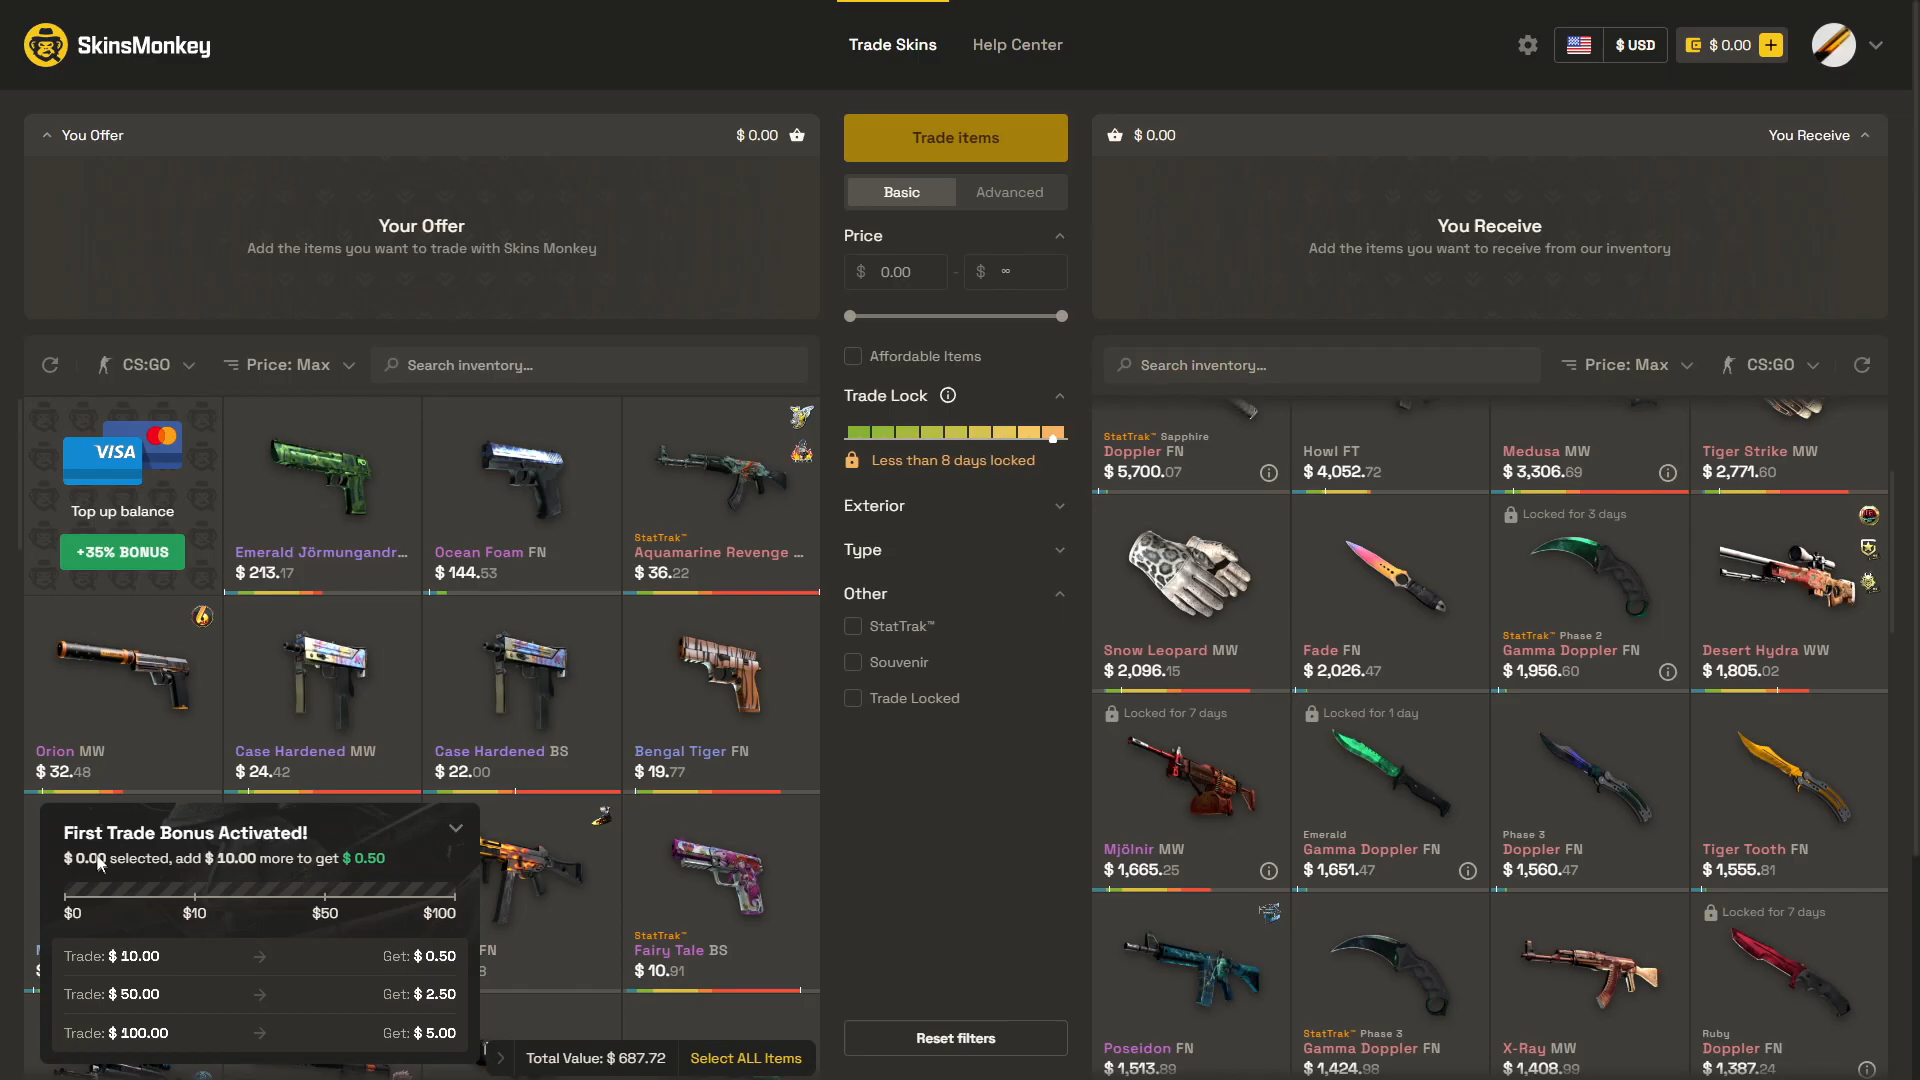 SkinsMonkey
Trade Skins
Help Center
$ USD
$ 0.00
You Offer
$ 0.00
Your Offer
Add the items you want to trade with Skins Monkey
Trade items
Basic
Advanced
Price
$ 0.00 - $ ∞
Affordable Items
Trade Lock
Less than 8 days locked
Exterior
Type
Other
StatTrak™
Souvenir
Trade Locked
Reset filters
$ 0.00
You Receive
You Receive
Add the items you want to receive from our inventory
CS:GO
Price: Max
Search inventory...
VISA
Top up balance
+35% BONUS
Emerald Jörmungandr...
$ 213.17
Ocean Foam FN
$ 144.53
StatTrak™
Aquamarine Revenge ...
$ 36.22
Orion MW
$ 32.48
Case Hardened MW
$ 24.42
Case Hardened BS
$ 22.00
Bengal Tiger FN
$ 19.77
FN
StatTrak™
Fairy Tale BS
$ 10.91
First Trade Bonus Activated!
$ 0.00 selected, add $ 10.00 more to get $ 0.50
$0
$10
$50
$100
Trade: $ 10.00
Get: $ 0.50
Trade: $ 50.00
Get: $ 2.50
Trade: $ 100.00
Get: $ 5.00
Total Value: $ 687.72
Select ALL Items
Search inventory...
Price: Max
CS:GO
StatTrak™ Sapphire
Doppler FN
$ 5,700.07
Howl FT
$ 4,052.72
Medusa MW
$ 3,306.69
Tiger Strike MW
$ 2,771.60
Snow Leopard MW
$ 2,096.15
Fade FN
$ 2,026.47
Locked for 3 days
StatTrak™ Phase 2
Gamma Doppler FN
$ 1,956.60
Desert Hydra WW
$ 1,805.02
Locked for 7 days
Mjölnir MW
$ 1,665.25
Locked for 1 day
Emerald
Gamma Doppler FN
$ 1,651.47
Phase 3
Doppler FN
$ 1,560.47
Tiger Tooth FN
$ 1,555.81
Poseidon FN
$ 1,513.89
StatTrak™ Phase 3
Gamma Doppler FN
$ 1,424.98
X-Ray MW
$ 1,408.99
Locked for 7 days
Ruby
Doppler FN
$ 1,387.24